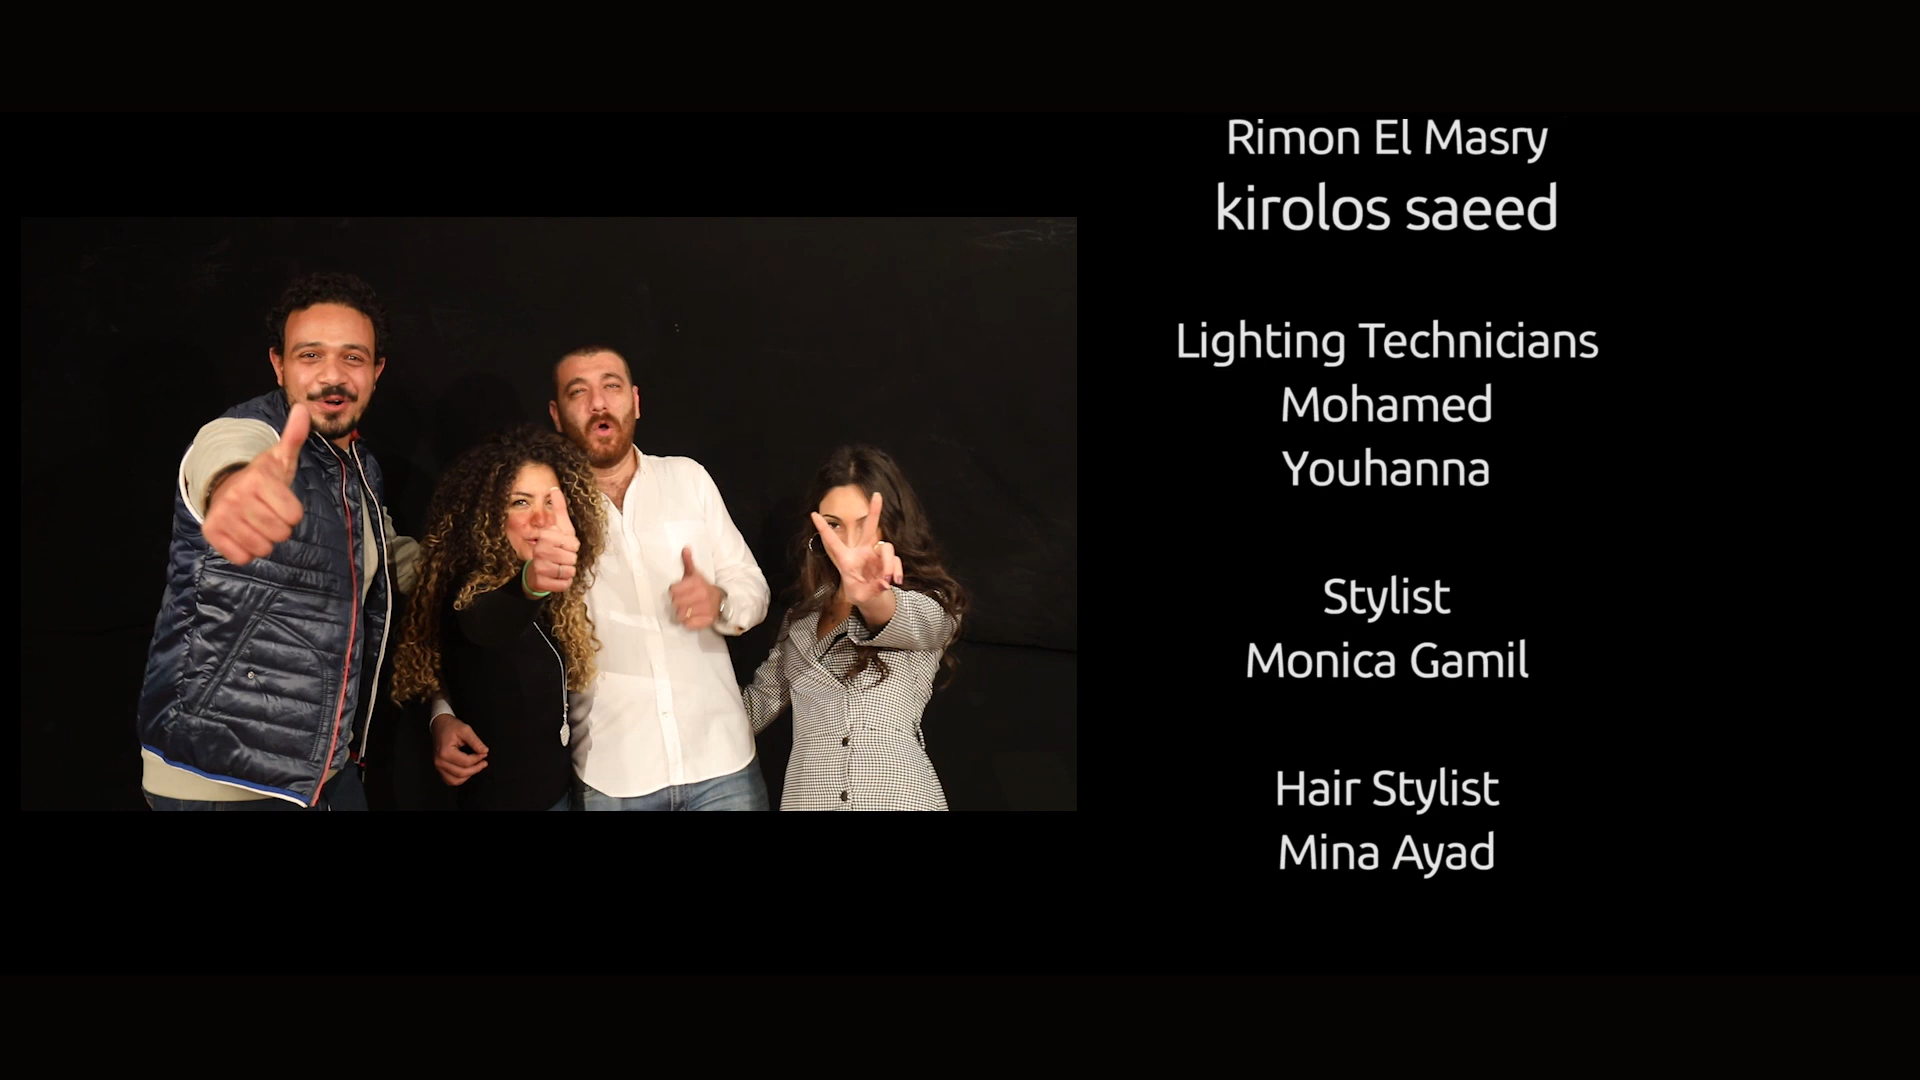 Rimon El Masry
kirolos saeed
Lighting Technicians
Mohamed
Youhanna
Stylist
Monica Gamil
Hair Stylist
Mina Ayad